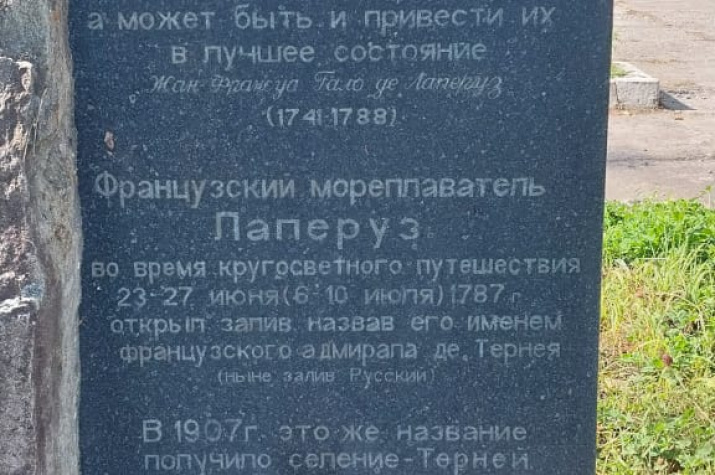 а может быть и привести их
в лучшее состояние
Жан Франсуа Гало де Лаперуз
(1741-1788)
Французский мореплаватель
Лаперуз
во время кругосветного путешествия
23-27 июня(6-10 июля)1787 г
открыл залив, назвав его именем
французского адмирала де Тернея
(ныне залив Русский)
В 1907г. это же название
получило селение-Терней